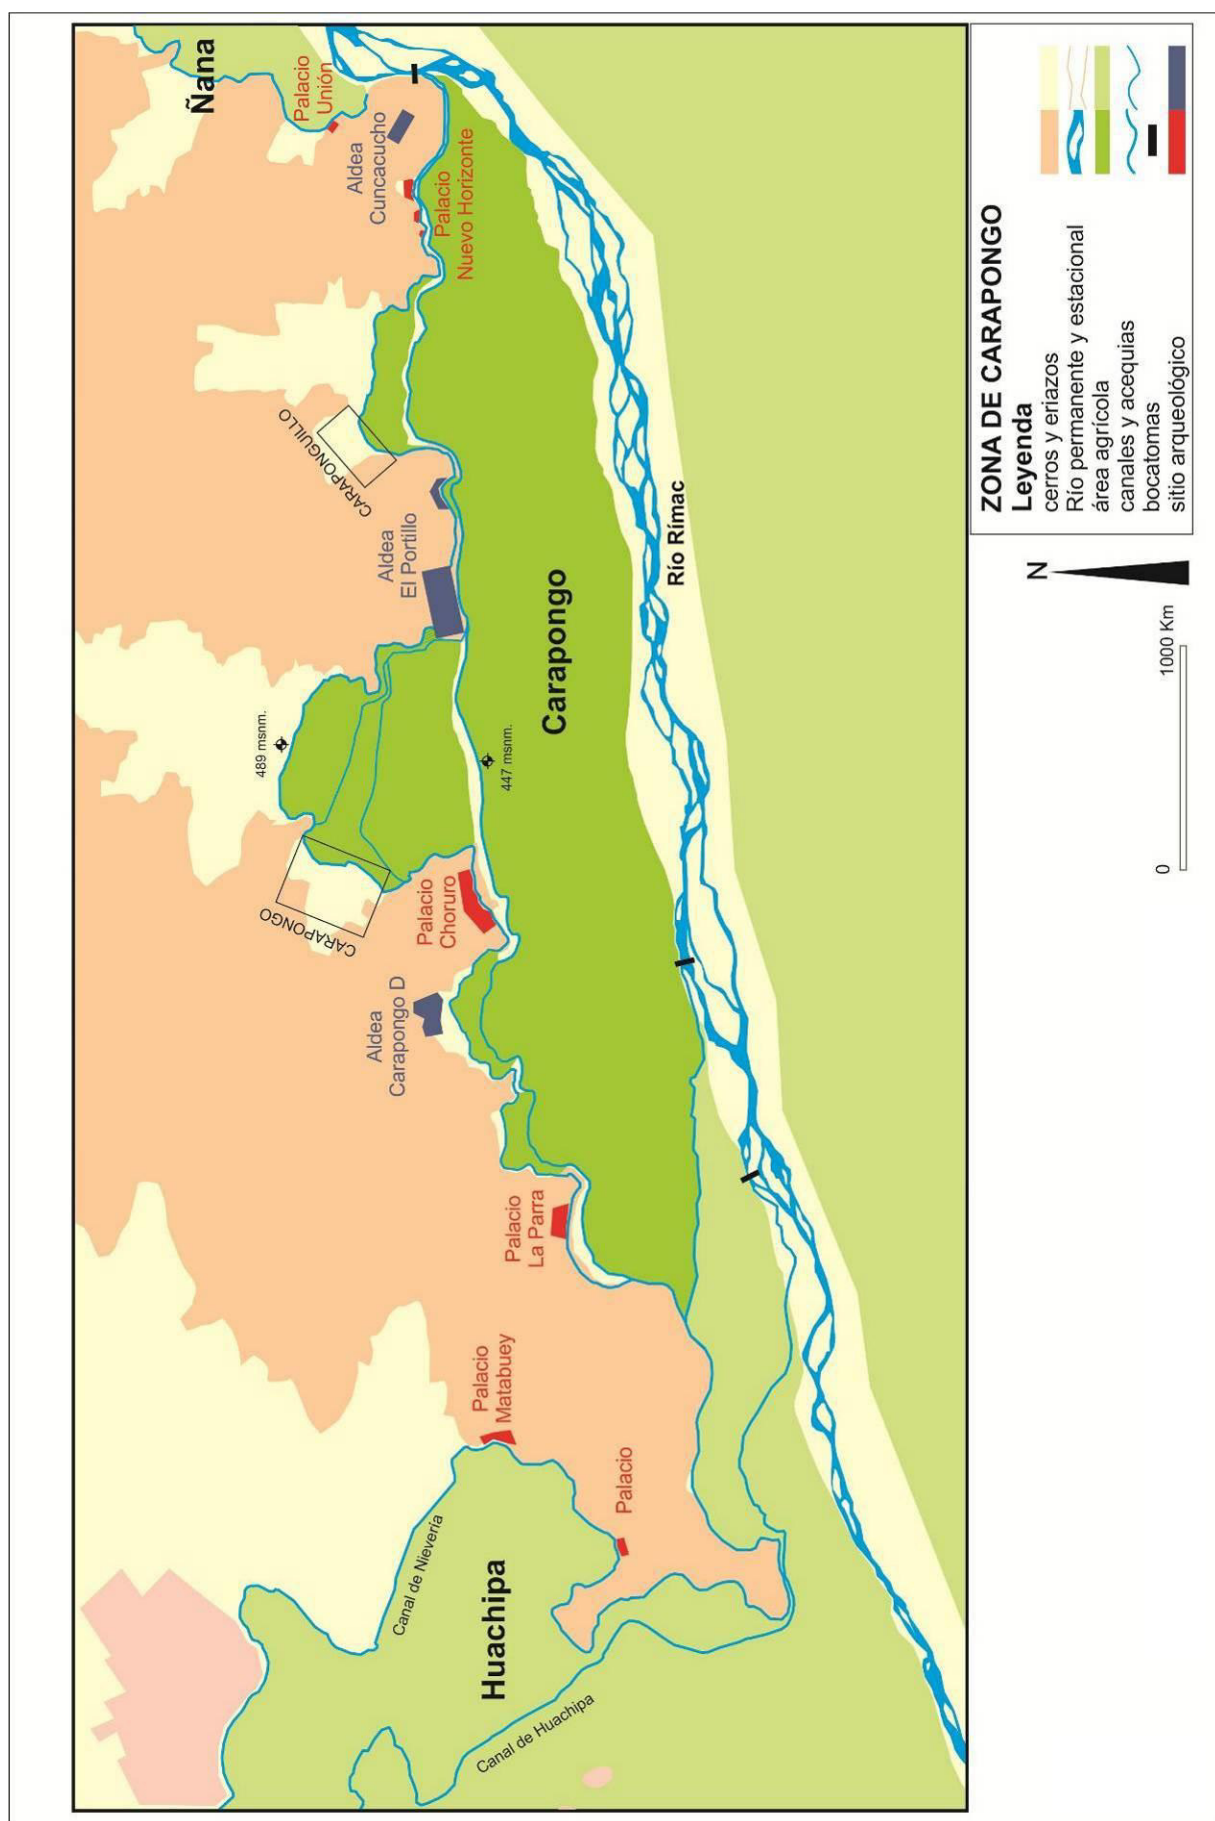 Ñana
Palacio
Unión
Aldea
Cuncacucho
Palacio
Nuevo Horizonte
CARAPONGUILLO
Aldea
El Portillo
489 msnm.
447 msnm.
Carapongo
CARAPONGO
Palacio
Choruro
Aldea
Carapongo D
Palacio
La Parra
Palacio
Matabuey
Palacio
Canal de Nievería
Huachipa
Canal de Huachipa
Río Rímac
0
1000 Km
N
ZONA DE CARAPONGO
Leyenda
cerros y eriazos
Río permanente y estacional
área agrícola
canales y acequias
bocatomas
sitio arqueológico